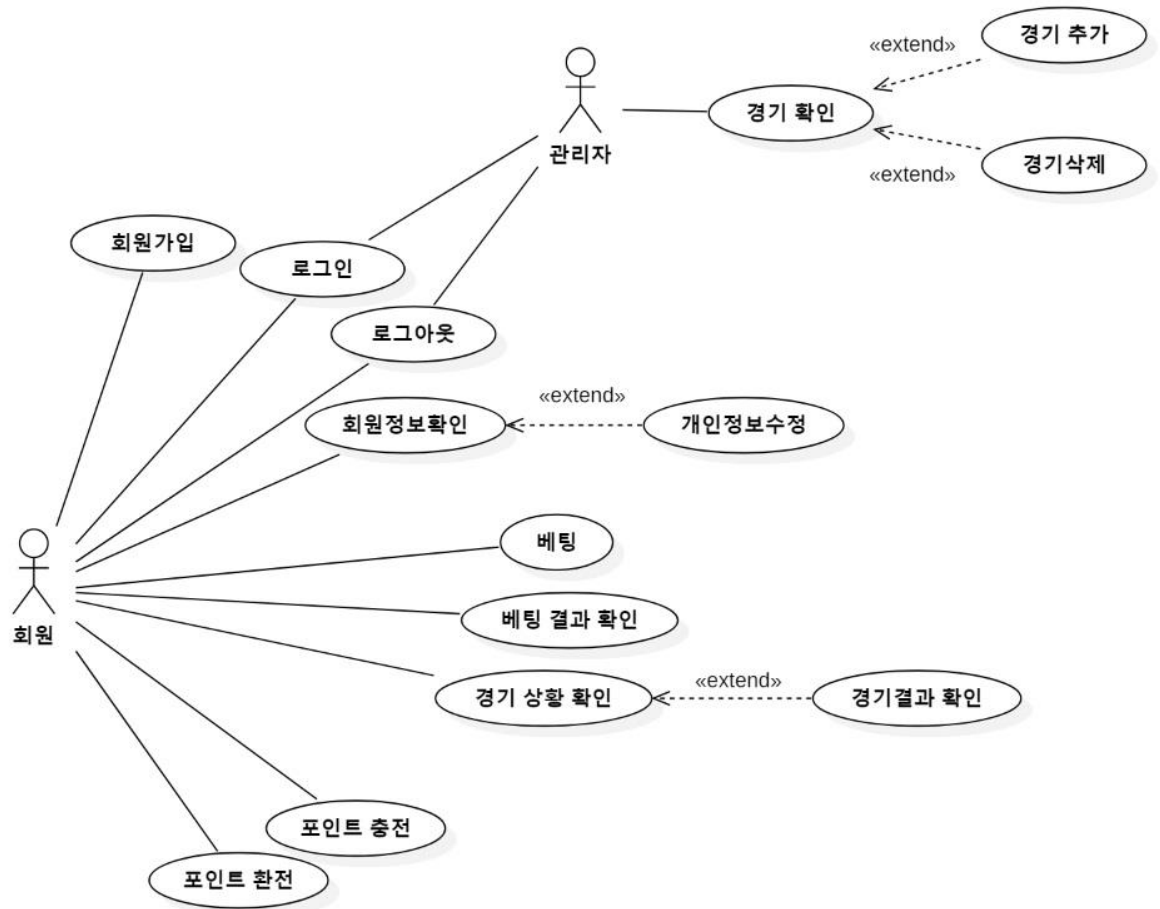 «extend»
경기 추가
경기 확인
관리자
경기삭제
«extend»
회원가입
로그인
로그아웃
«extend»
회원정보확인
개인정보수정
베팅
베팅 결과 확인
회원
«extend»
경기 상황 확인
경기결과 확인
포인트 충전
포인트 환전